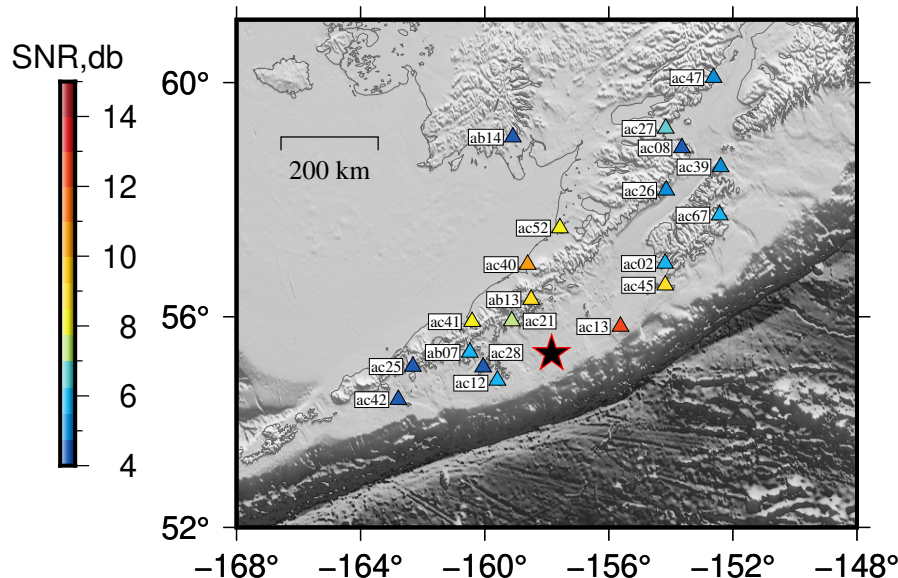 SNR,db
14
12
10
8
6
4
60°
56°
52°
−168°
−164°
−160°
−156°
−152°
−148°
200 km
ac47
ac27
ab14
ac08
ac39
ac26
ac67
ac52
ac40
ac02
ac45
ab13
ac41
ac21
ac13
ab07
ac28
ac25
ac12
ac42